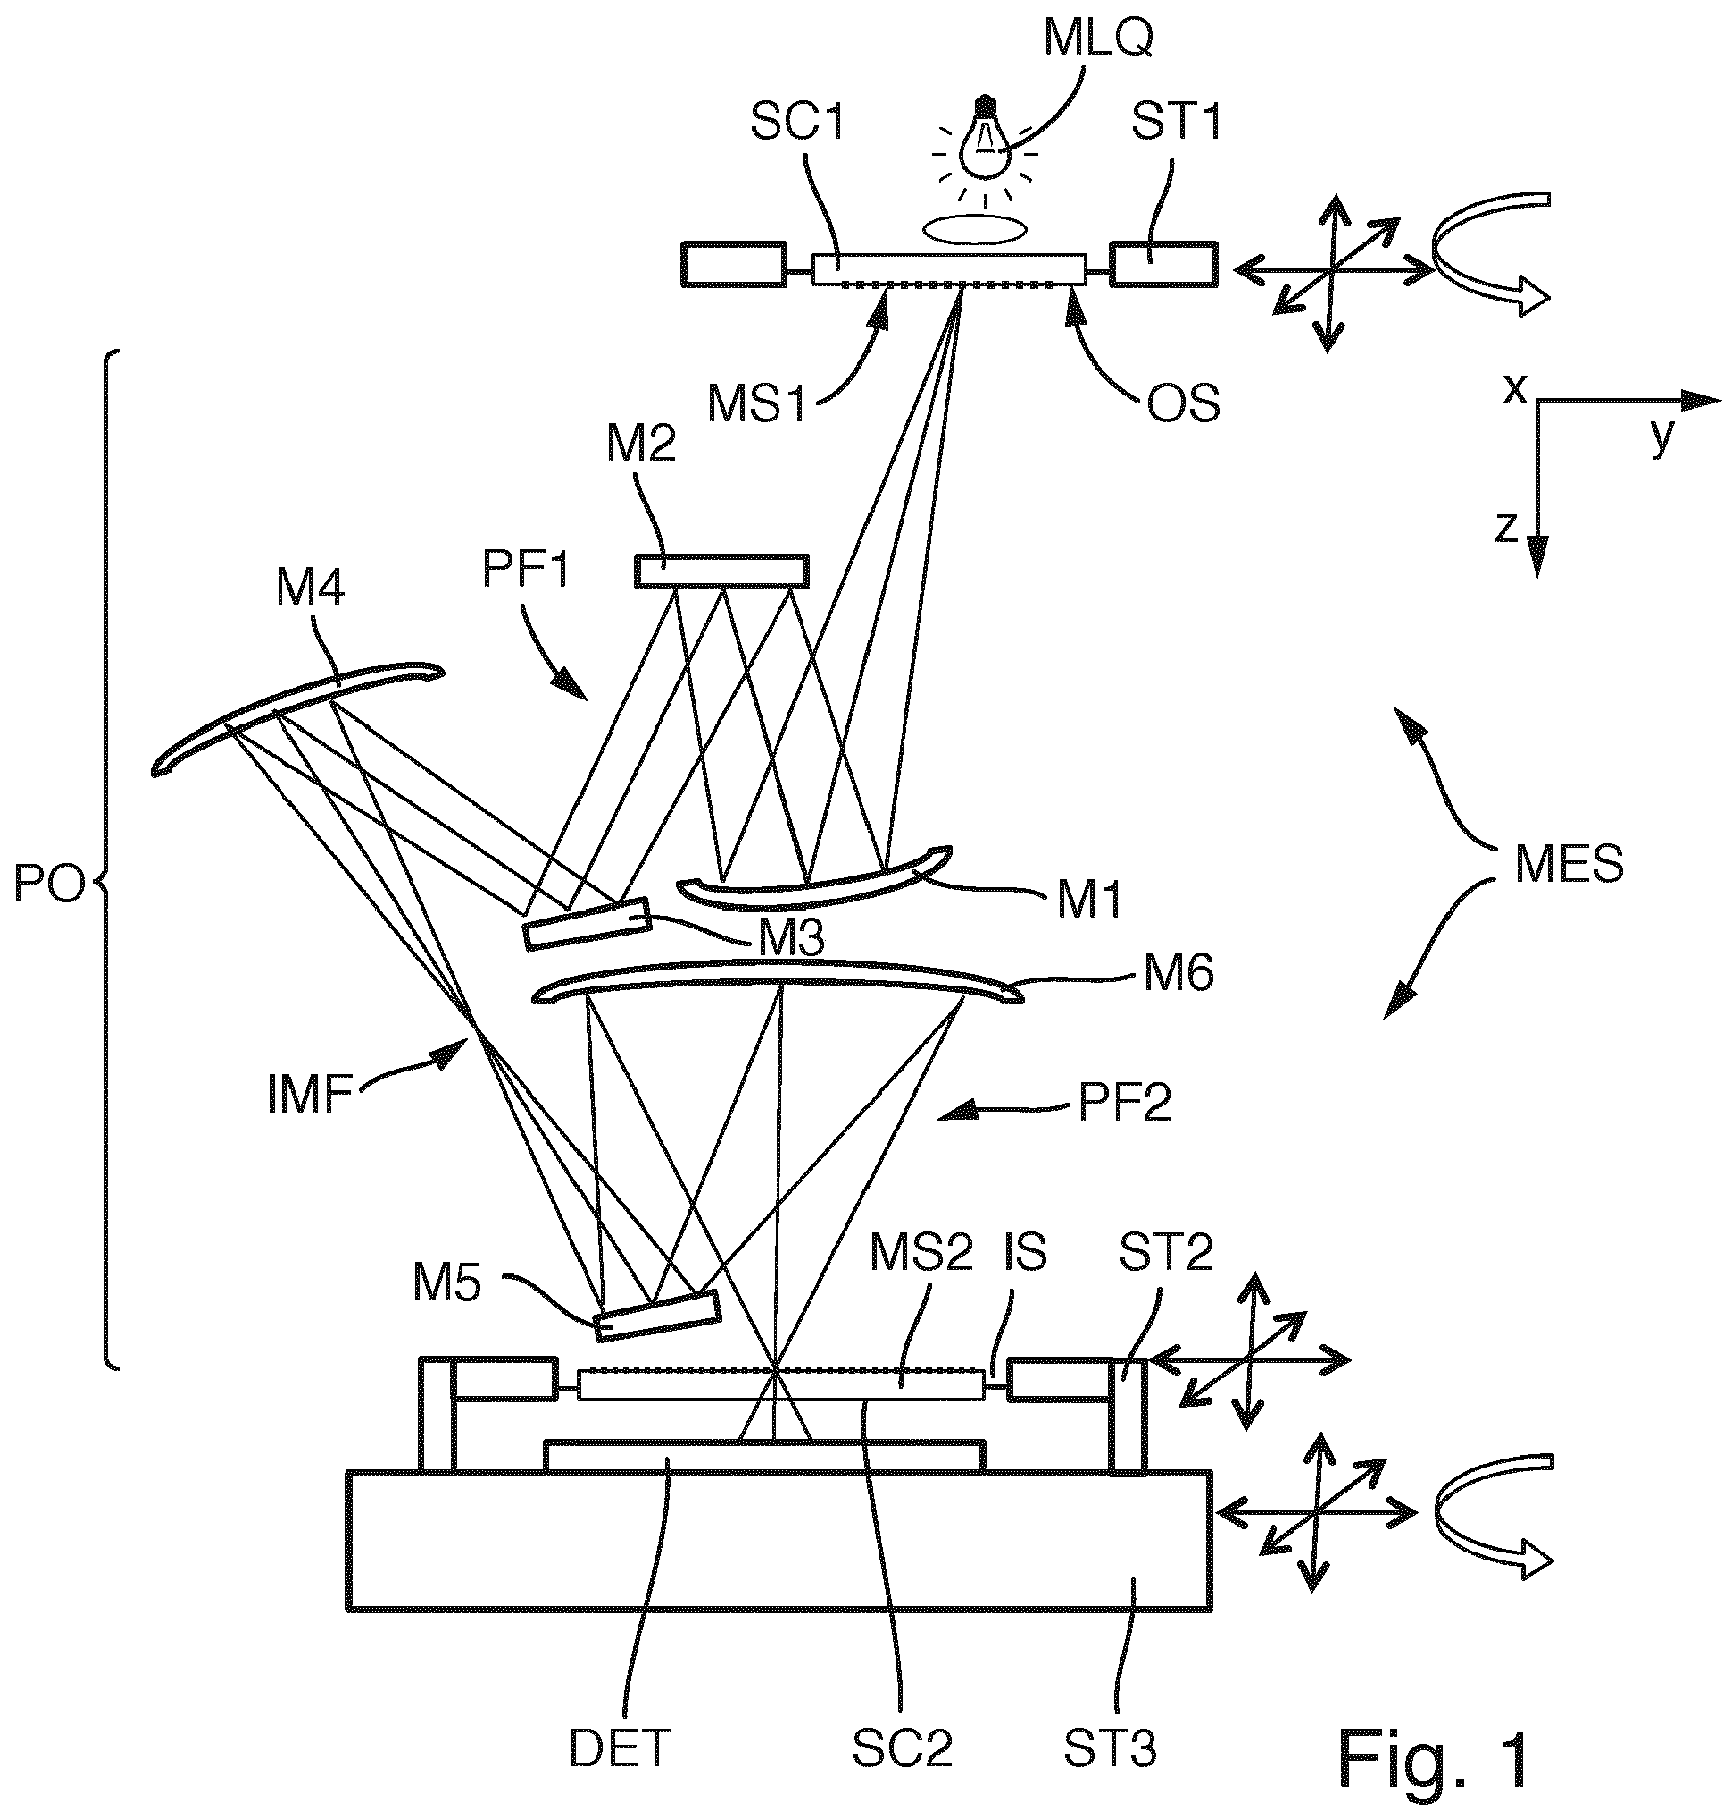 MLQ
SC1
ST1
MS1
OS
x
y
z
M2
PF1
M4
PO
MES
M1
M3
M6
IMF
PF2
M5
MS2
IS
ST2
DET
SC2
ST3
Fig. 1